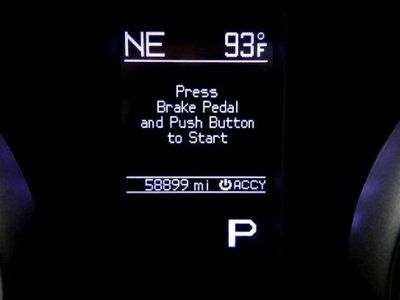 NE 93°F
Press
Brake Pedal
and Push Button
to Start
58899 mi ACCY
P